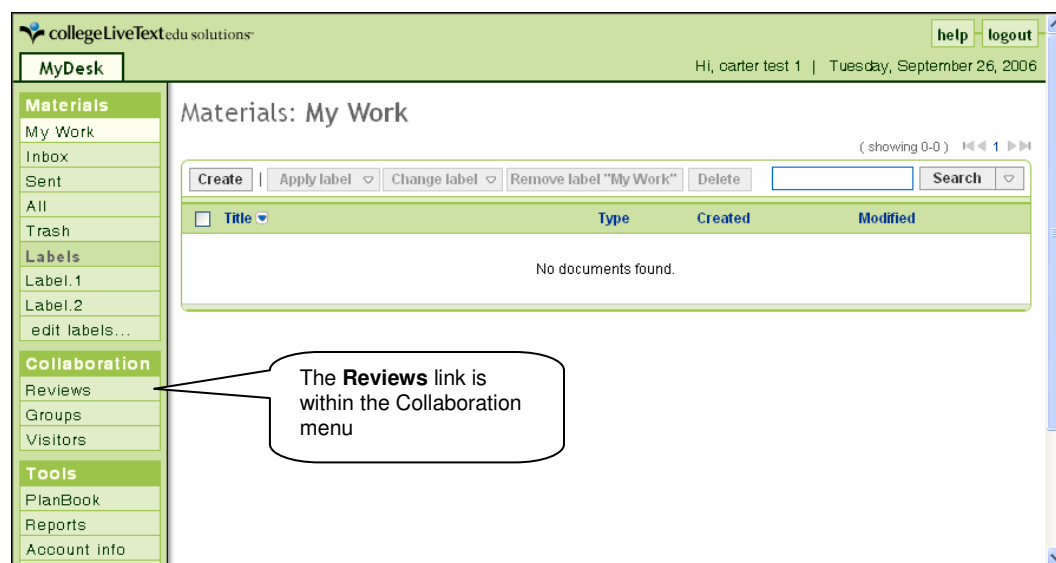 collegeLiveText edu solutions
help logout
MyDesk
Hi, carter test 1 | Tuesday, September 26, 2006
Materials
My Work
Inbox
Sent
All
Trash
Labels
Label.1
Label.2
edit labels...
Collaboration
Reviews
Groups
Visitors
Tools
PlanBook
Reports
Account info
Materials: My Work
( showing 0-0 ) 1
Create | Apply label Change label Remove label "My Work" Delete Search
Title Type Created Modified
No documents found.
The Reviews link is
within the Collaboration
menu